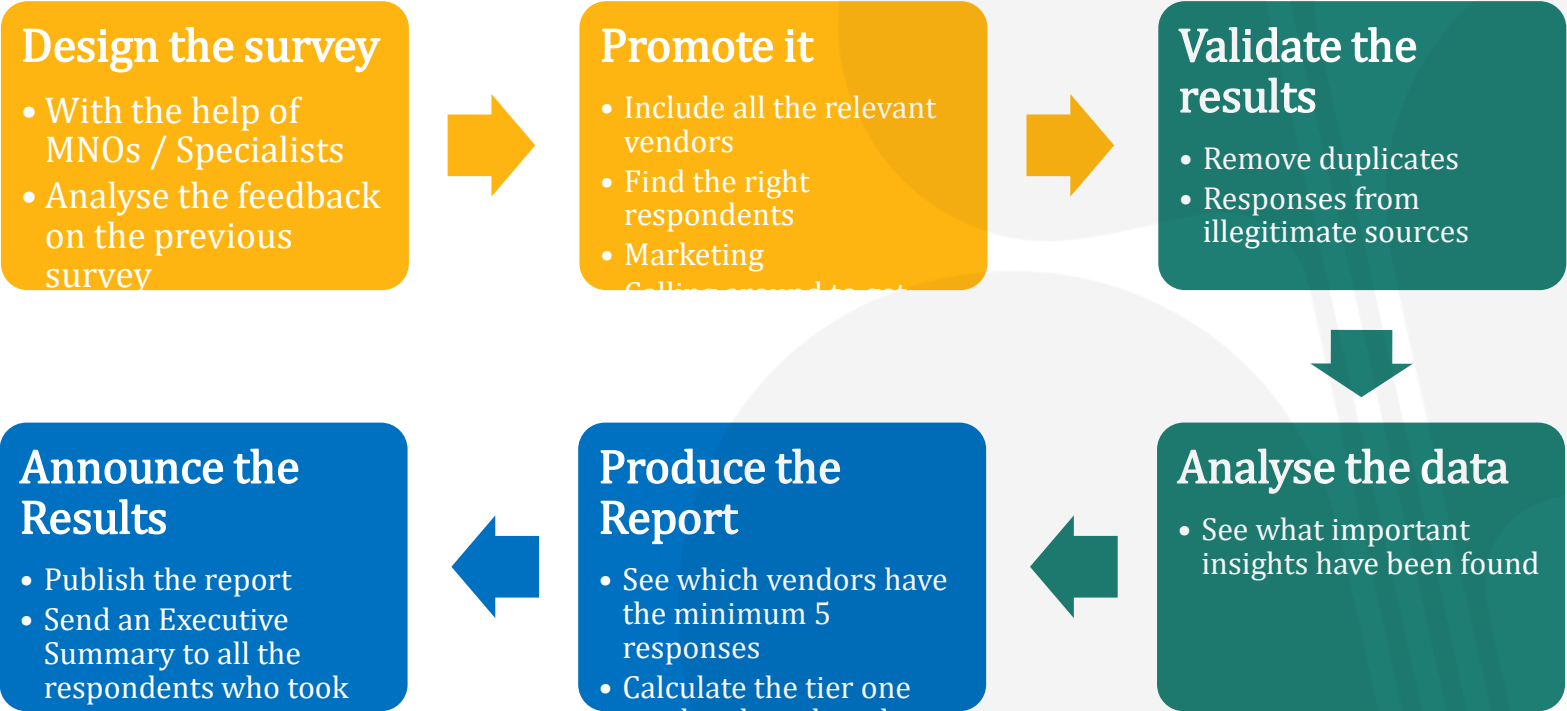 Design the survey
• With the help of
MNOs / Specialists
• Analyse the feedback
on the previous
survey
Promote it
• Include all the relevant
vendors
• Find the right
respondents
• Marketing
• Calling around to get
Validate the
results
• Remove duplicates
• Responses from
illegitimate sources
Analyse the data
• See what important
insights have been found
Produce the
Report
• See which vendors have
the minimum 5
responses
• Calculate the tier one
Announce the
Results
• Publish the report
• Send an Executive
Summary to all the
respondents who took